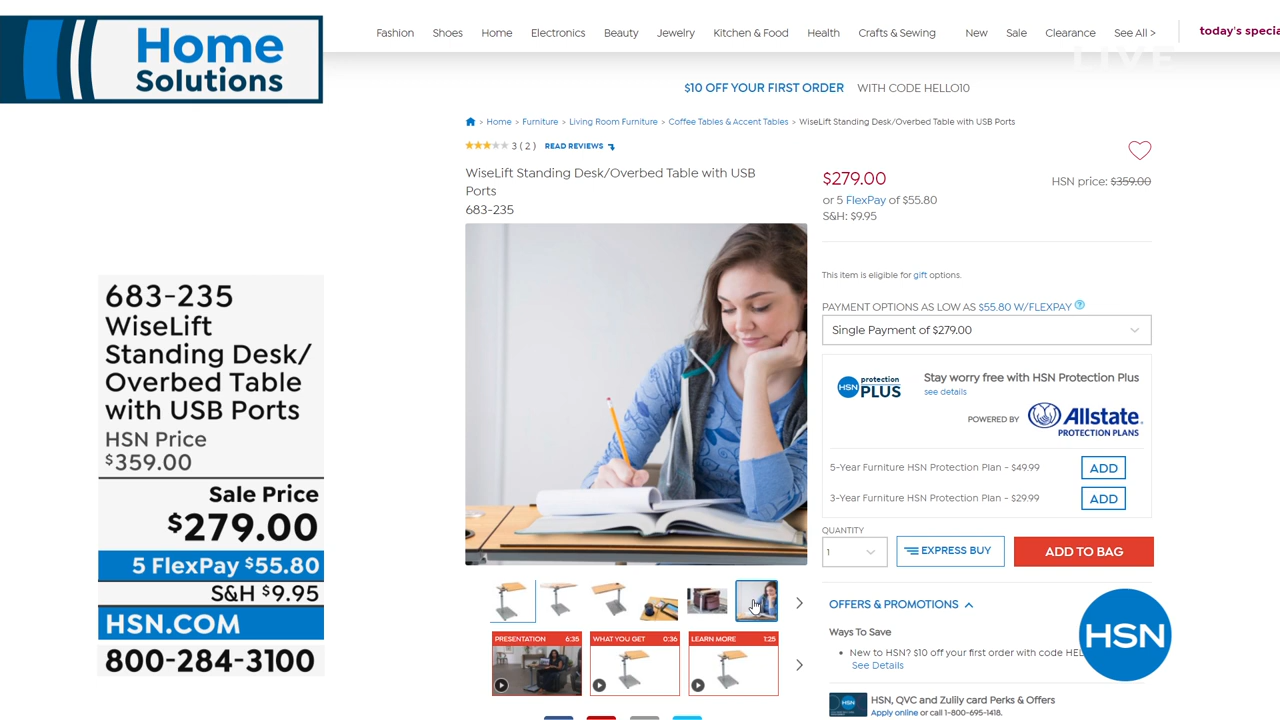 Home
Solutions
Fashion Shoes Home Electronics Beauty Jewelry Kitchen & Food Health Crafts & Sewing New Sale Clearance See All > today's specia
LIVE
$10 OFF YOUR FIRST ORDER WITH CODE HELLO10
> Home > Furniture > Living Room Furniture > Coffee Tables & Accent Tables > WiseLift Standing Desk/Overbed Table with USB Ports
3 ( 2 ) READ REVIEWS
WiseLift Standing Desk/Overbed Table with USB
Ports
683-235
$279.00 HSN price: $359.00
or 5 FlexPay of $55.80
S&H: $9.95
This item is eligible for gift options.
PAYMENT OPTIONS AS LOW AS $55.80 W/FLEXPAY ?
Single Payment of $279.00
HSN protection PLUS
Stay worry free with HSN Protection Plus
see details
POWERED BY Allstate
PROTECTION PLANS
5-Year Furniture HSN Protection Plan - $49.99 ADD
3-Year Furniture HSN Protection Plan - $29.99 ADD
QUANTITY
1 EXPRESS BUY ADD TO BAG
OFFERS & PROMOTIONS
Ways To Save
New to HSN? $10 off your first order with code HEL
See Details
HSN, QVC and Zulily card Perks & Offers
Apply online or call 1-800-695-1418.
PRESENTATION 6:35 WHAT YOU GET 0:36 LEARN MORE 1:25
683-235
WiseLift
Standing Desk/
Overbed Table
with USB Ports
HSN Price
$359.00
Sale Price
$279.00
5 FlexPay $55.80
S&H $9.95
HSN.COM
800-284-3100
HSN